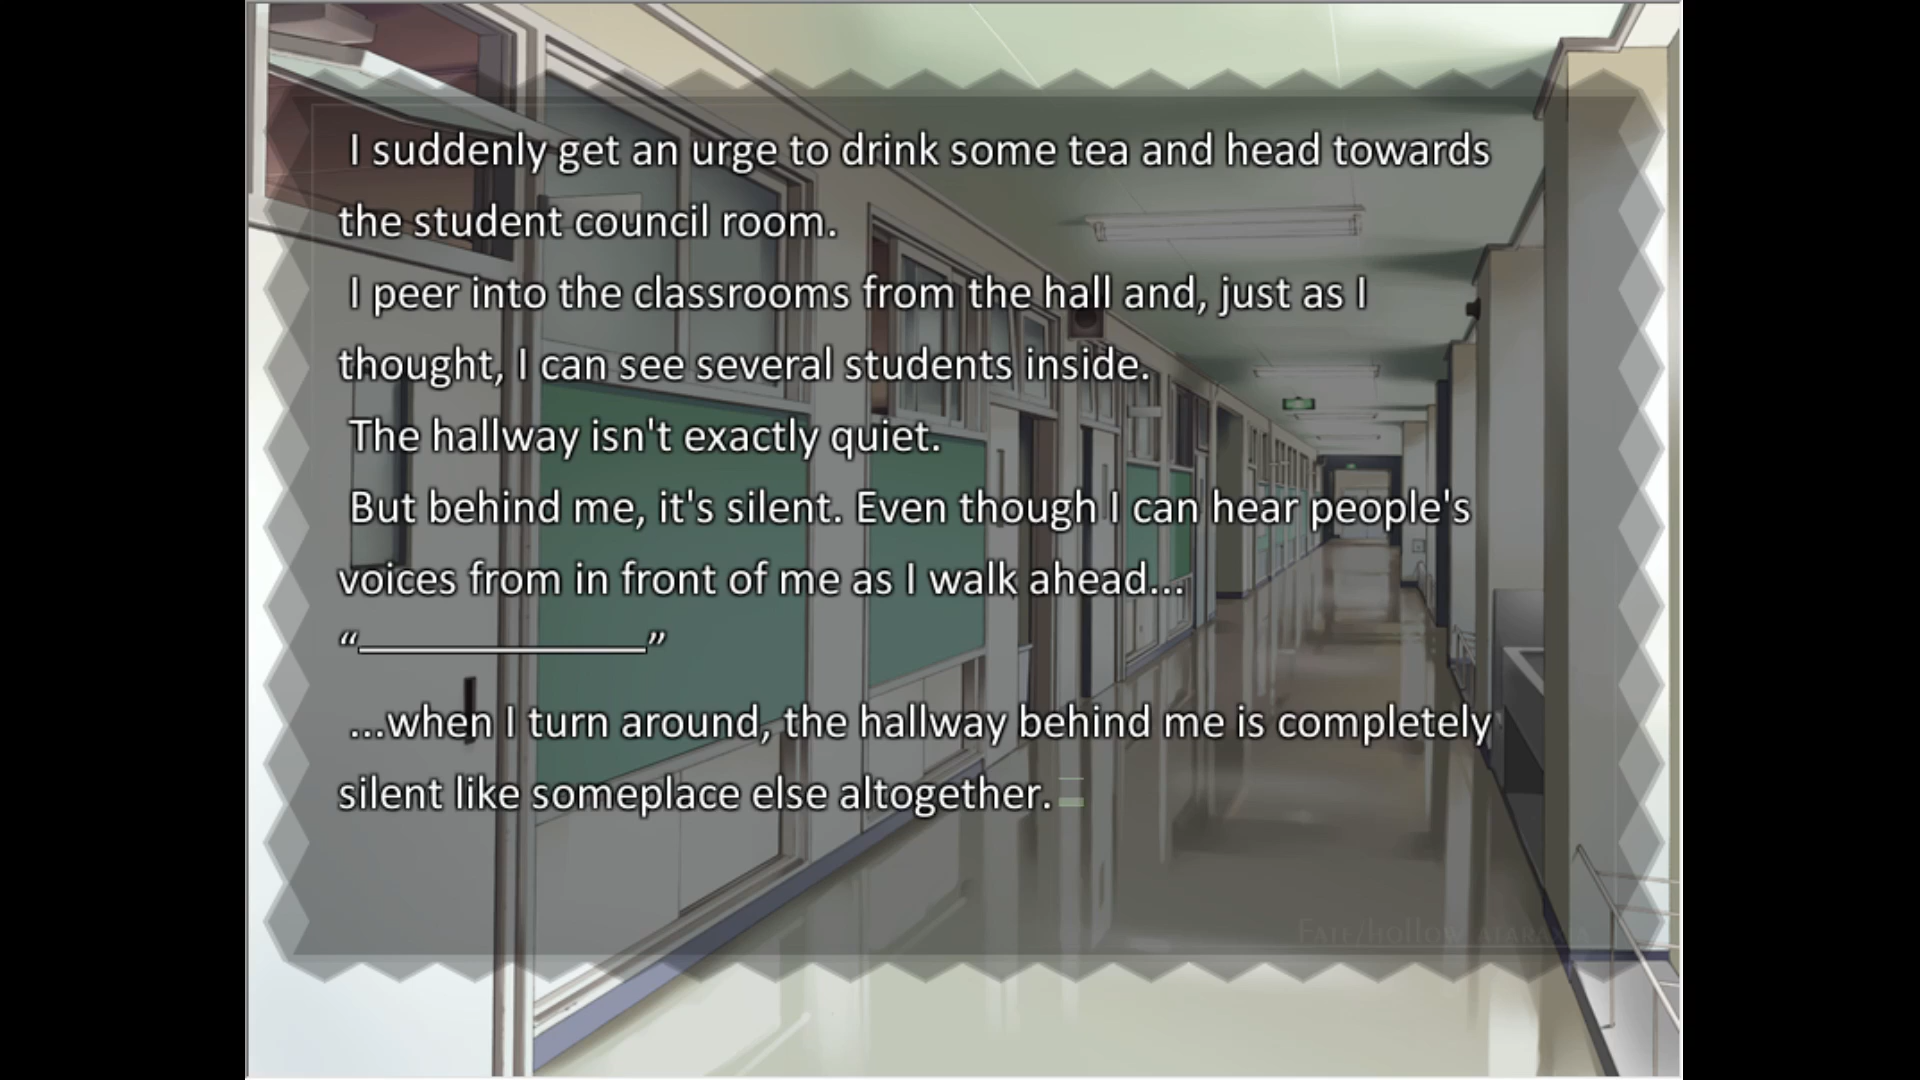 I suddenly get an urge to drink some tea and head towards
the student council room.
I peer into the classrooms from the hall and, just as I
thought, I can see several students inside.
The hallway isn't exactly quiet.
But behind me, it's silent. Even though I can hear people's
voices from in front of me as I walk ahead...
“————————”
...when I turn around, the hallway behind me is completely
silent like someplace else altogether.
Fate/hollow ataraxia